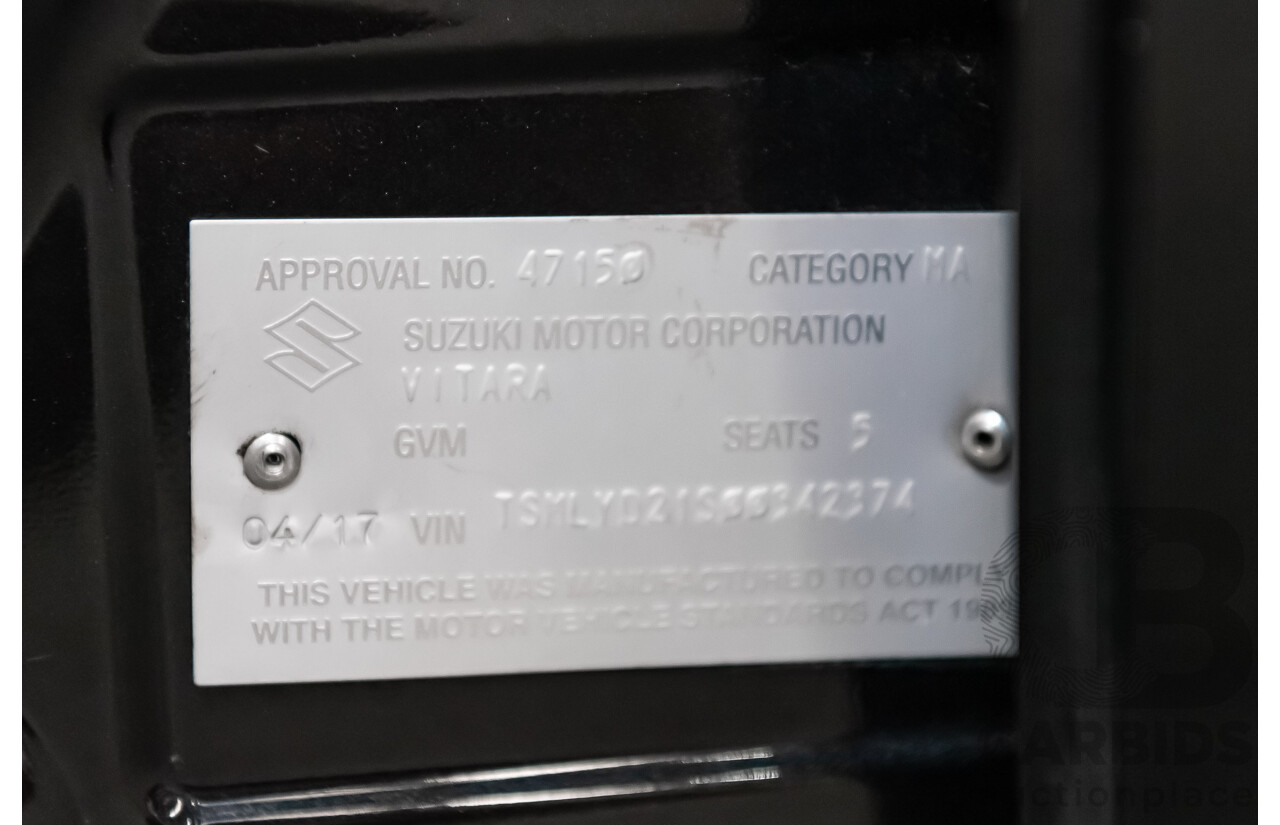 APPROVAL NO. 47150 CATEGORY MA
SUZUKI MOTOR CORPORATION
VITARA
GVM SEATS 5
04/17 VIN TSMLYD21S00342374
THIS VEHICLE WAS MANUFACTURED TO COMPLY
WITH THE MOTOR VEHICLE STANDARDS ACT